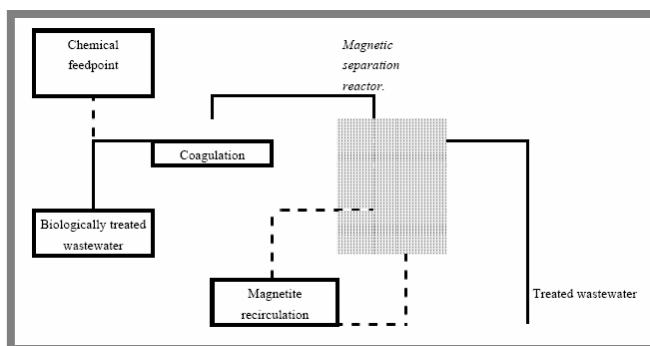 Chemical
feedpoint
Magnetic
separation
reactor.
Coagulation
Biologically treated
wastewater
Magnetite
recirculation
Treated wastewater